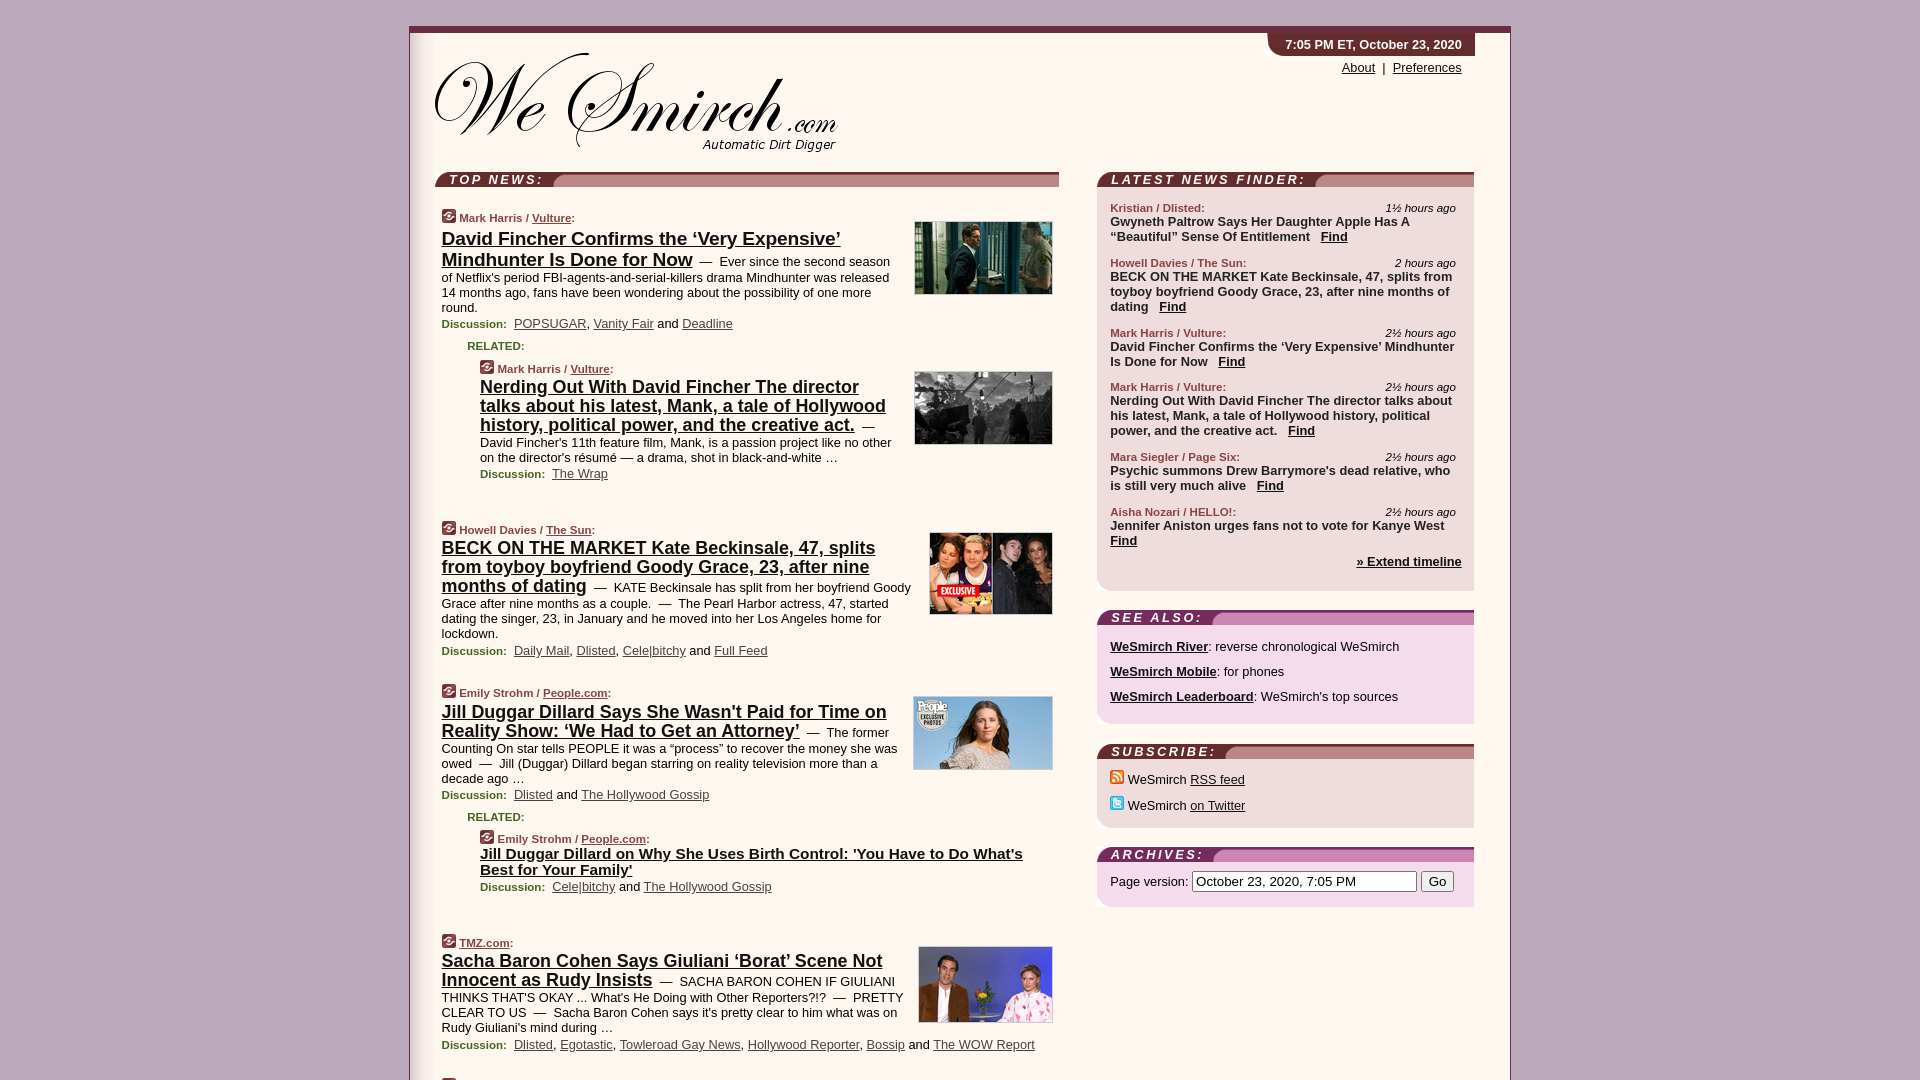 7:05 PM ET, October 23, 2020
About | Preferences
We Smirch .com
Automatic Dirt Digger
TOP NEWS:
Mark Harris / Vulture:
David Fincher Confirms the ‘Very Expensive’
Mindhunter Is Done for Now — Ever since the second season
of Netflix's period FBI-agents-and-serial-killers drama Mindhunter was released
14 months ago, fans have been wondering about the possibility of one more
round.
Discussion: POPSUGAR, Vanity Fair and Deadline
RELATED:
Mark Harris / Vulture:
Nerding Out With David Fincher The director
talks about his latest, Mank, a tale of Hollywood
history, political power, and the creative act. —
David Fincher's 11th feature film, Mank, is a passion project like no other
on the director's résumé — a drama, shot in black-and-white …
Discussion: The Wrap
Howell Davies / The Sun:
BECK ON THE MARKET Kate Beckinsale, 47, splits
from toyboy boyfriend Goody Grace, 23, after nine
months of dating — KATE Beckinsale has split from her boyfriend Goody
Grace after nine months as a couple. — The Pearl Harbor actress, 47, started
dating the singer, 23, in January and he moved into her Los Angeles home for
lockdown.
EXCLUSIVE
Discussion: Daily Mail, Dlisted, Cele|bitchy and Full Feed
Emily Strohm / People.com:
Jill Duggar Dillard Says She Wasn't Paid for Time on
Reality Show: ‘We Had to Get an Attorney’ — The former
Counting On star tells PEOPLE it was a “process” to recover the money she was
owed — Jill (Duggar) Dillard began starring on reality television more than a
decade ago …
People
EXCLUSIVE
PHOTOS
Discussion: Dlisted and The Hollywood Gossip
RELATED:
Emily Strohm / People.com:
Jill Duggar Dillard on Why She Uses Birth Control: 'You Have to Do What's
Best for Your Family'
Discussion: Cele|bitchy and The Hollywood Gossip
TMZ.com:
Sacha Baron Cohen Says Giuliani ‘Borat’ Scene Not
Innocent as Rudy Insists — SACHA BARON COHEN IF GIULIANI
THINKS THAT'S OKAY ... What's He Doing with Other Reporters?!? — PRETTY
CLEAR TO US — Sacha Baron Cohen says it's pretty clear to him what was on
Rudy Giuliani's mind during …
Discussion: Dlisted, Egotastic, Towleroad Gay News, Hollywood Reporter, Bossip and The WOW Report
LATEST NEWS FINDER:
Kristian / Dlisted: 1½ hours ago
Gwyneth Paltrow Says Her Daughter Apple Has A
“Beautiful” Sense Of Entitlement Find
Howell Davies / The Sun: 2 hours ago
BECK ON THE MARKET Kate Beckinsale, 47, splits from
toyboy boyfriend Goody Grace, 23, after nine months of
dating Find
Mark Harris / Vulture: 2½ hours ago
David Fincher Confirms the ‘Very Expensive’ Mindhunter
Is Done for Now Find
Mark Harris / Vulture: 2½ hours ago
Nerding Out With David Fincher The director talks about
his latest, Mank, a tale of Hollywood history, political
power, and the creative act. Find
Mara Siegler / Page Six: 2½ hours ago
Psychic summons Drew Barrymore's dead relative, who
is still very much alive Find
Aisha Nozari / HELLO!: 2½ hours ago
Jennifer Aniston urges fans not to vote for Kanye West
Find
» Extend timeline
SEE ALSO:
WeSmirch River: reverse chronological WeSmirch
WeSmirch Mobile: for phones
WeSmirch Leaderboard: WeSmirch's top sources
SUBSCRIBE:
WeSmirch RSS feed
WeSmirch on Twitter
ARCHIVES:
Page version: October 23, 2020, 7:05 PM Go